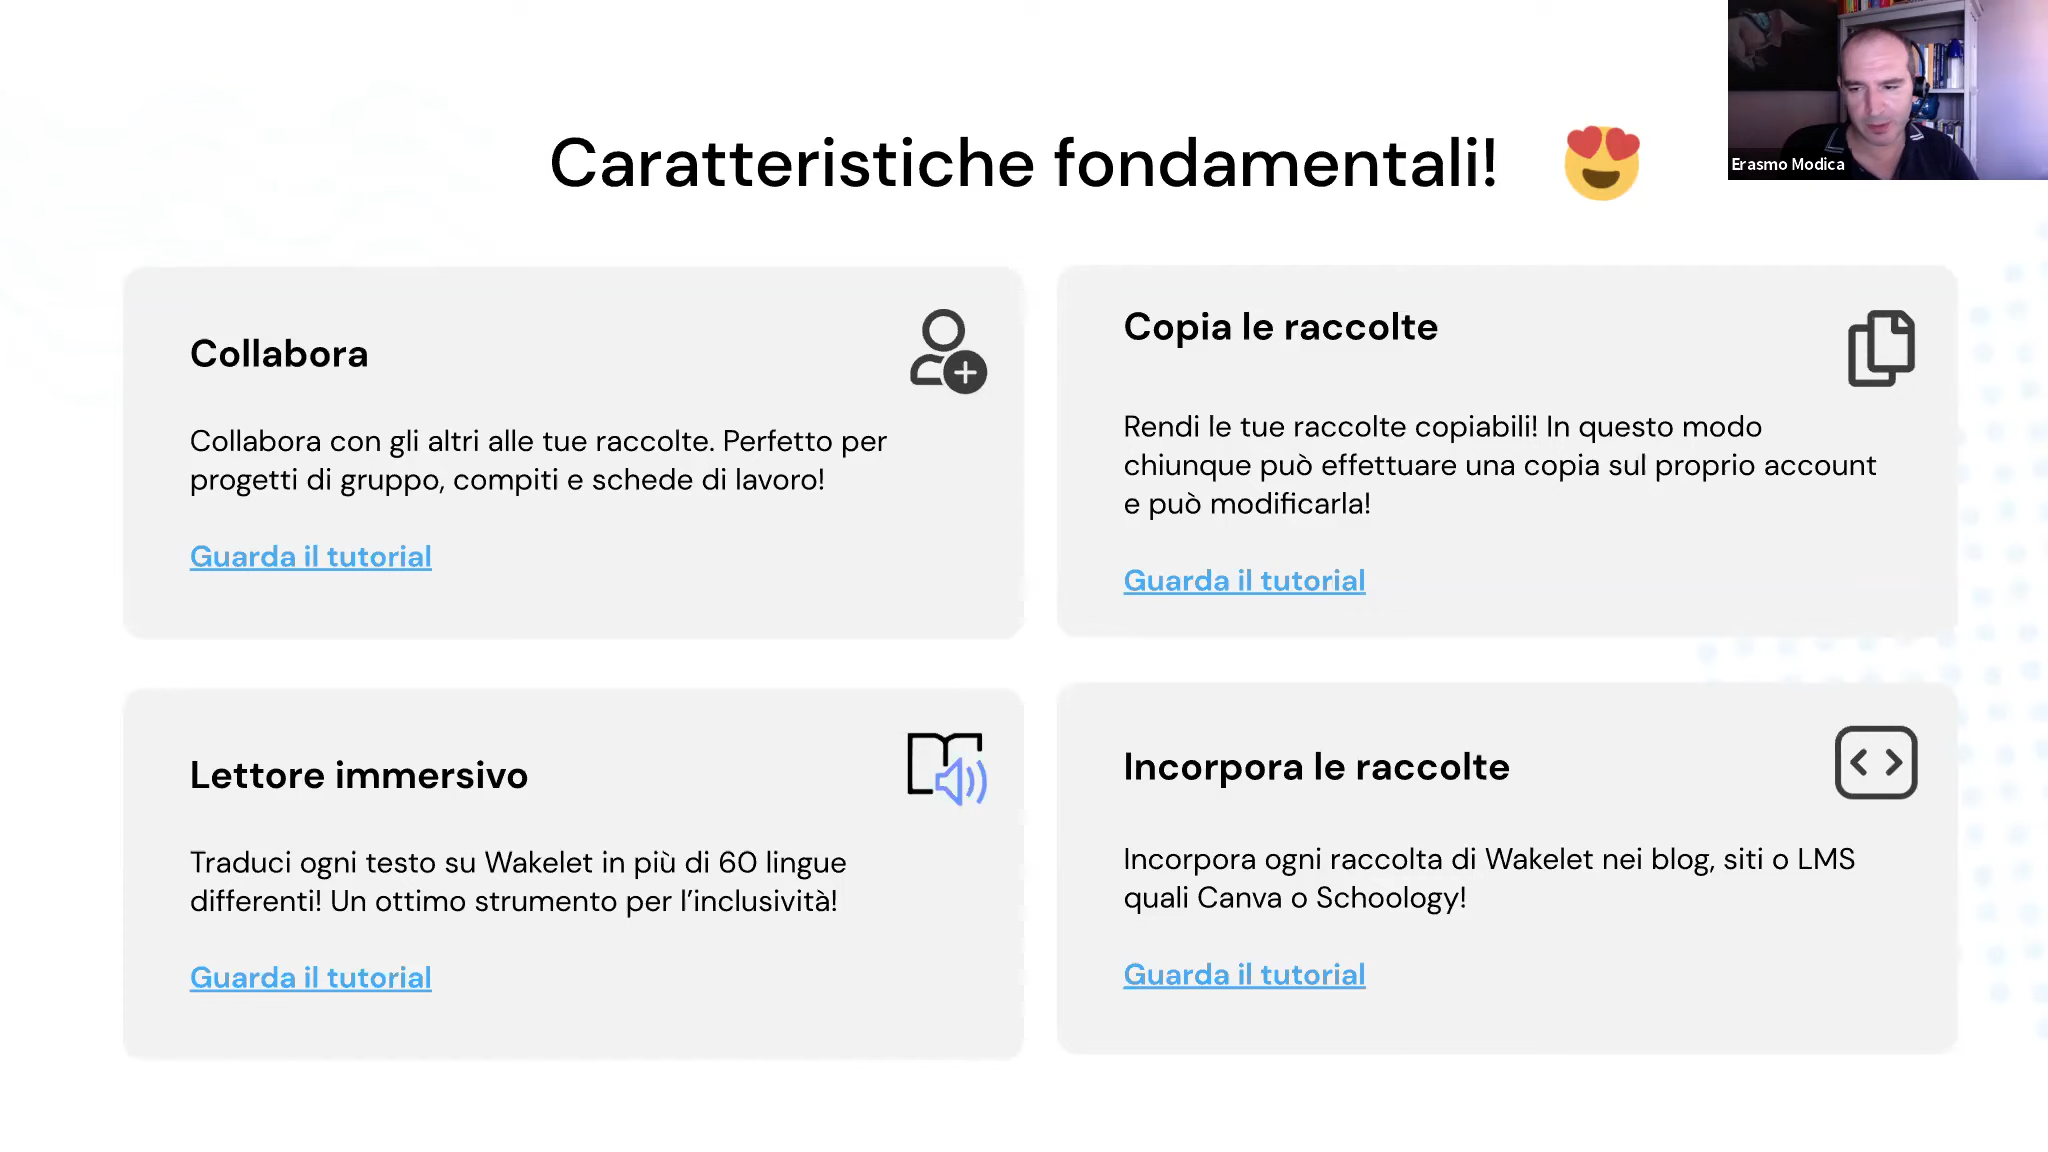 Caratteristiche fondamentali!
Erasmo Modica
Collabora
Collabora con gli altri alle tue raccolte. Perfetto per
progetti di gruppo, compiti e schede di lavoro!
Guarda il tutorial
Copia le raccolte
Rendi le tue raccolte copiabili! In questo modo
chiunque può effettuare una copia sul proprio account
e può modificarla!
Guarda il tutorial
Lettore immersivo
Traduci ogni testo su Wakelet in più di 60 lingue
differenti! Un ottimo strumento per l’inclusività!
Guarda il tutorial
Incorpora le raccolte
Incorpora ogni raccolta di Wakelet nei blog, siti o LMS
quali Canva o Schoology!
Guarda il tutorial